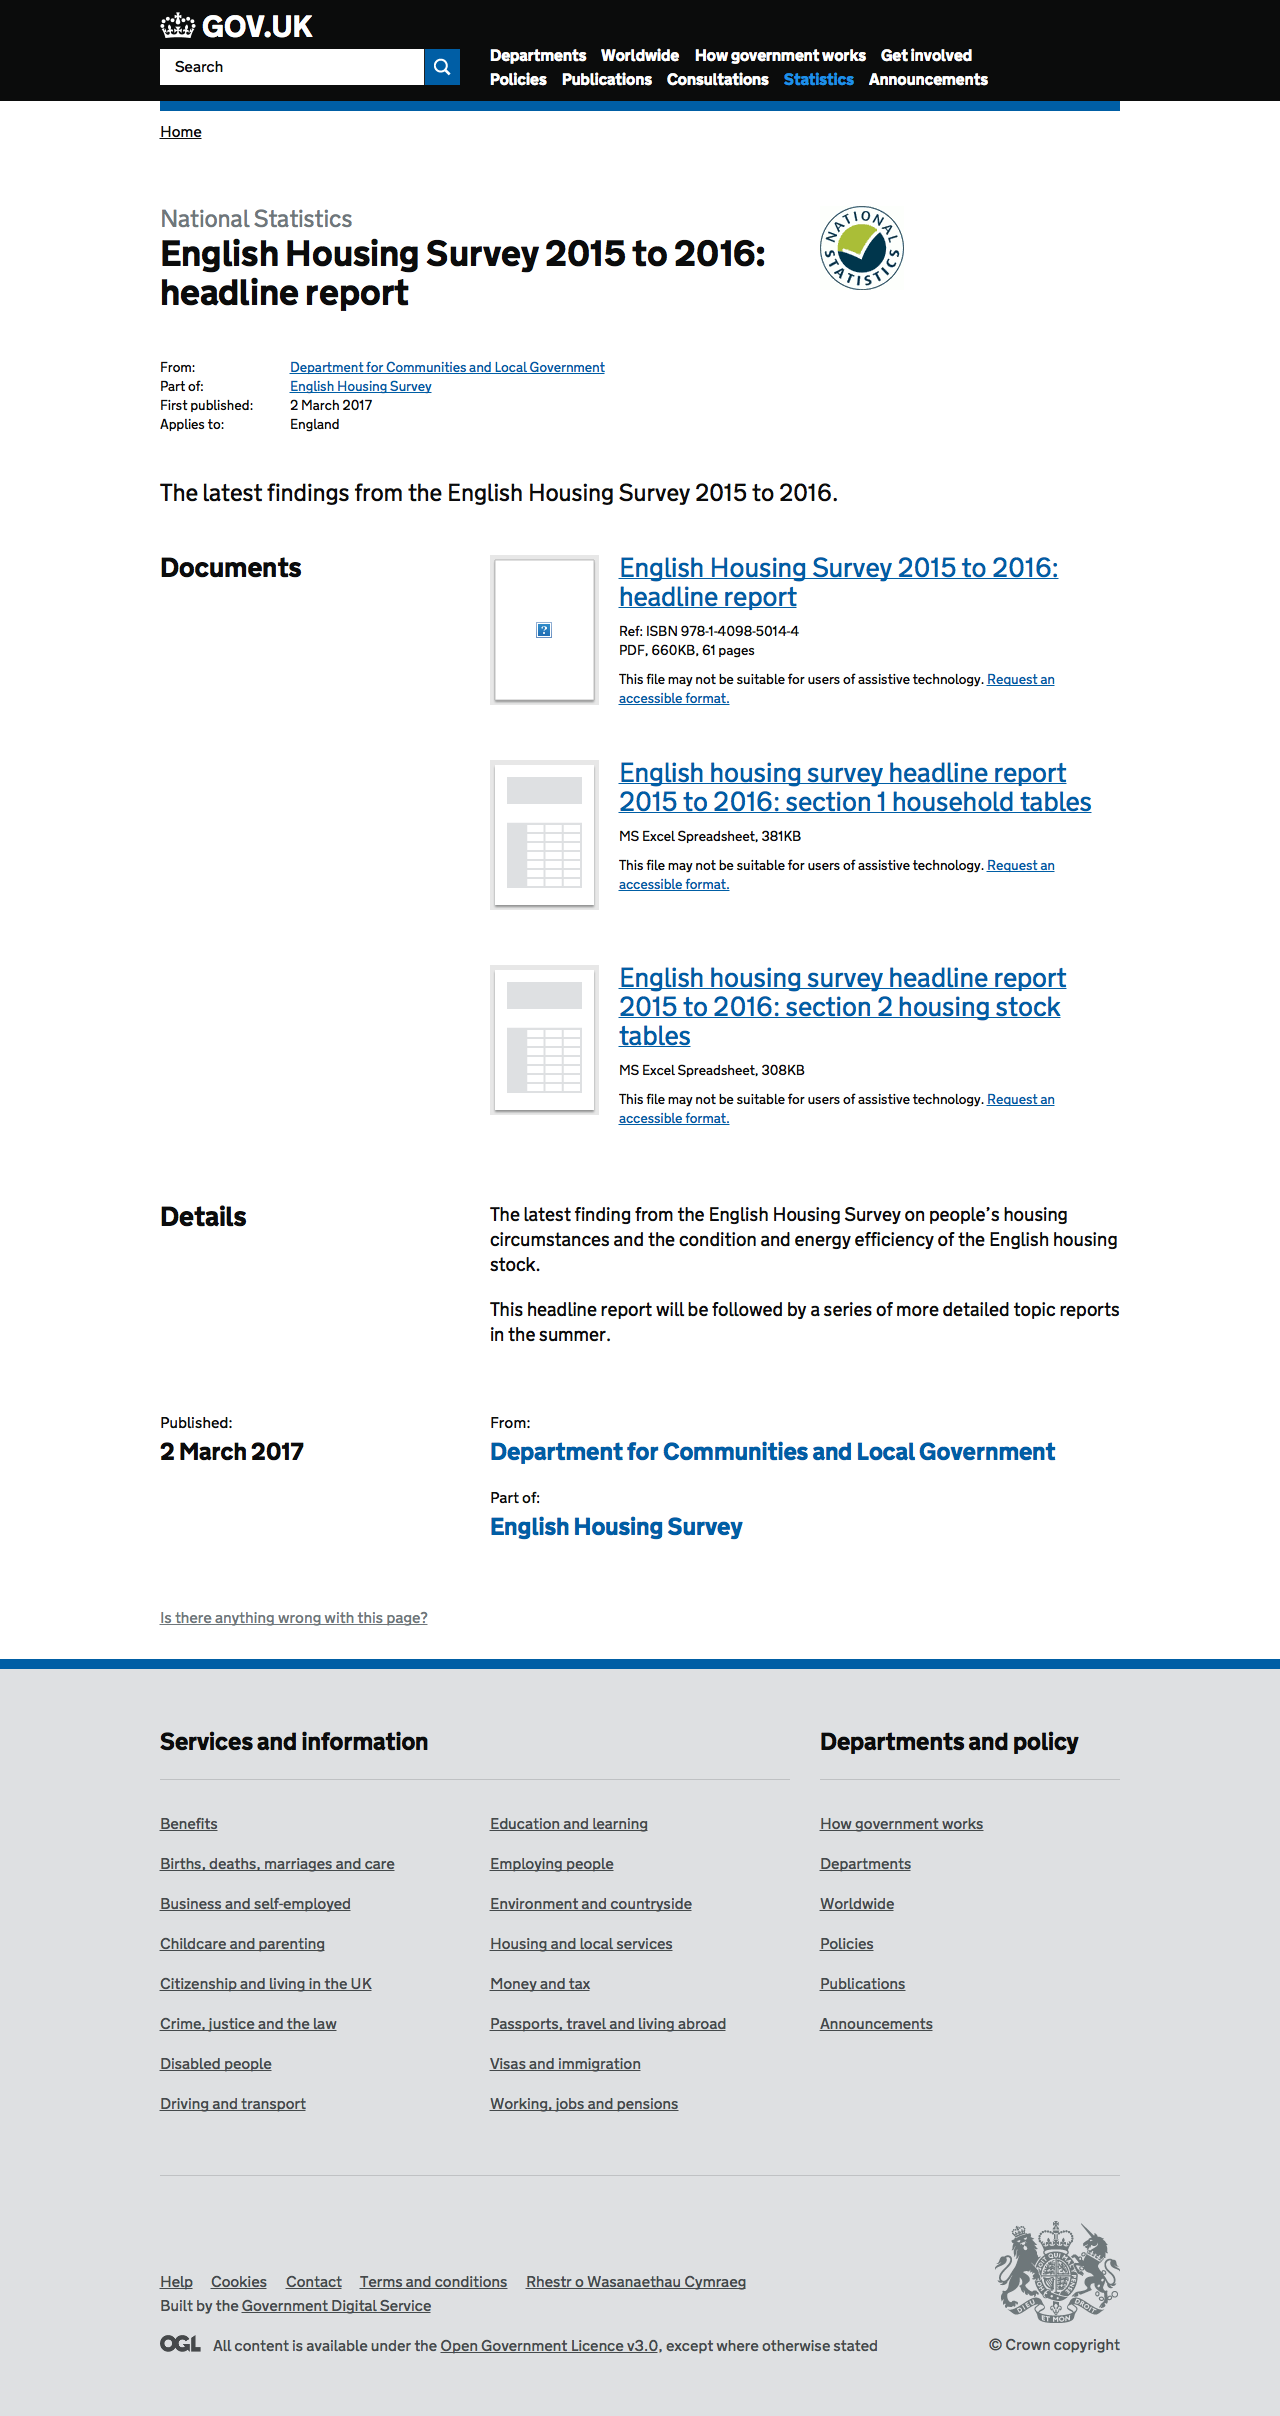 GOV.UK
Search
Departments Worldwide How government works Get involved
Policies Publications Consultations Statistics Announcements
Home
National Statistics
English Housing Survey 2015 to 2016:
headline report
NATIONAL STATISTICS
From: Department for Communities and Local Government
Part of: English Housing Survey
First published: 2 March 2017
Applies to: England
The latest findings from the English Housing Survey 2015 to 2016.
Documents
English Housing Survey 2015 to 2016:
headline report
Ref: ISBN 978-1-4098-5014-4
PDF, 660KB, 61 pages
This file may not be suitable for users of assistive technology. Request an
accessible format.
English housing survey headline report
2015 to 2016: section 1 household tables
MS Excel Spreadsheet, 381KB
This file may not be suitable for users of assistive technology. Request an
accessible format.
English housing survey headline report
2015 to 2016: section 2 housing stock
tables
MS Excel Spreadsheet, 308KB
This file may not be suitable for users of assistive technology. Request an
accessible format.
Details
The latest finding from the English Housing Survey on people’s housing
circumstances and the condition and energy efficiency of the English housing
stock.
This headline report will be followed by a series of more detailed topic reports
in the summer.
Published:
2 March 2017
From:
Department for Communities and Local Government
Part of:
English Housing Survey
Is there anything wrong with this page?
Services and information
Benefits
Births, deaths, marriages and care
Business and self-employed
Childcare and parenting
Citizenship and living in the UK
Crime, justice and the law
Disabled people
Driving and transport
Education and learning
Employing people
Environment and countryside
Housing and local services
Money and tax
Passports, travel and living abroad
Visas and immigration
Working, jobs and pensions
Departments and policy
How government works
Departments
Worldwide
Policies
Publications
Announcements
Help Cookies Contact Terms and conditions Rhestr o Wasanaethau Cymraeg
Built by the Government Digital Service
OGL All content is available under the Open Government Licence v3.0, except where otherwise stated
DIEU ET MON DROIT
© Crown copyright